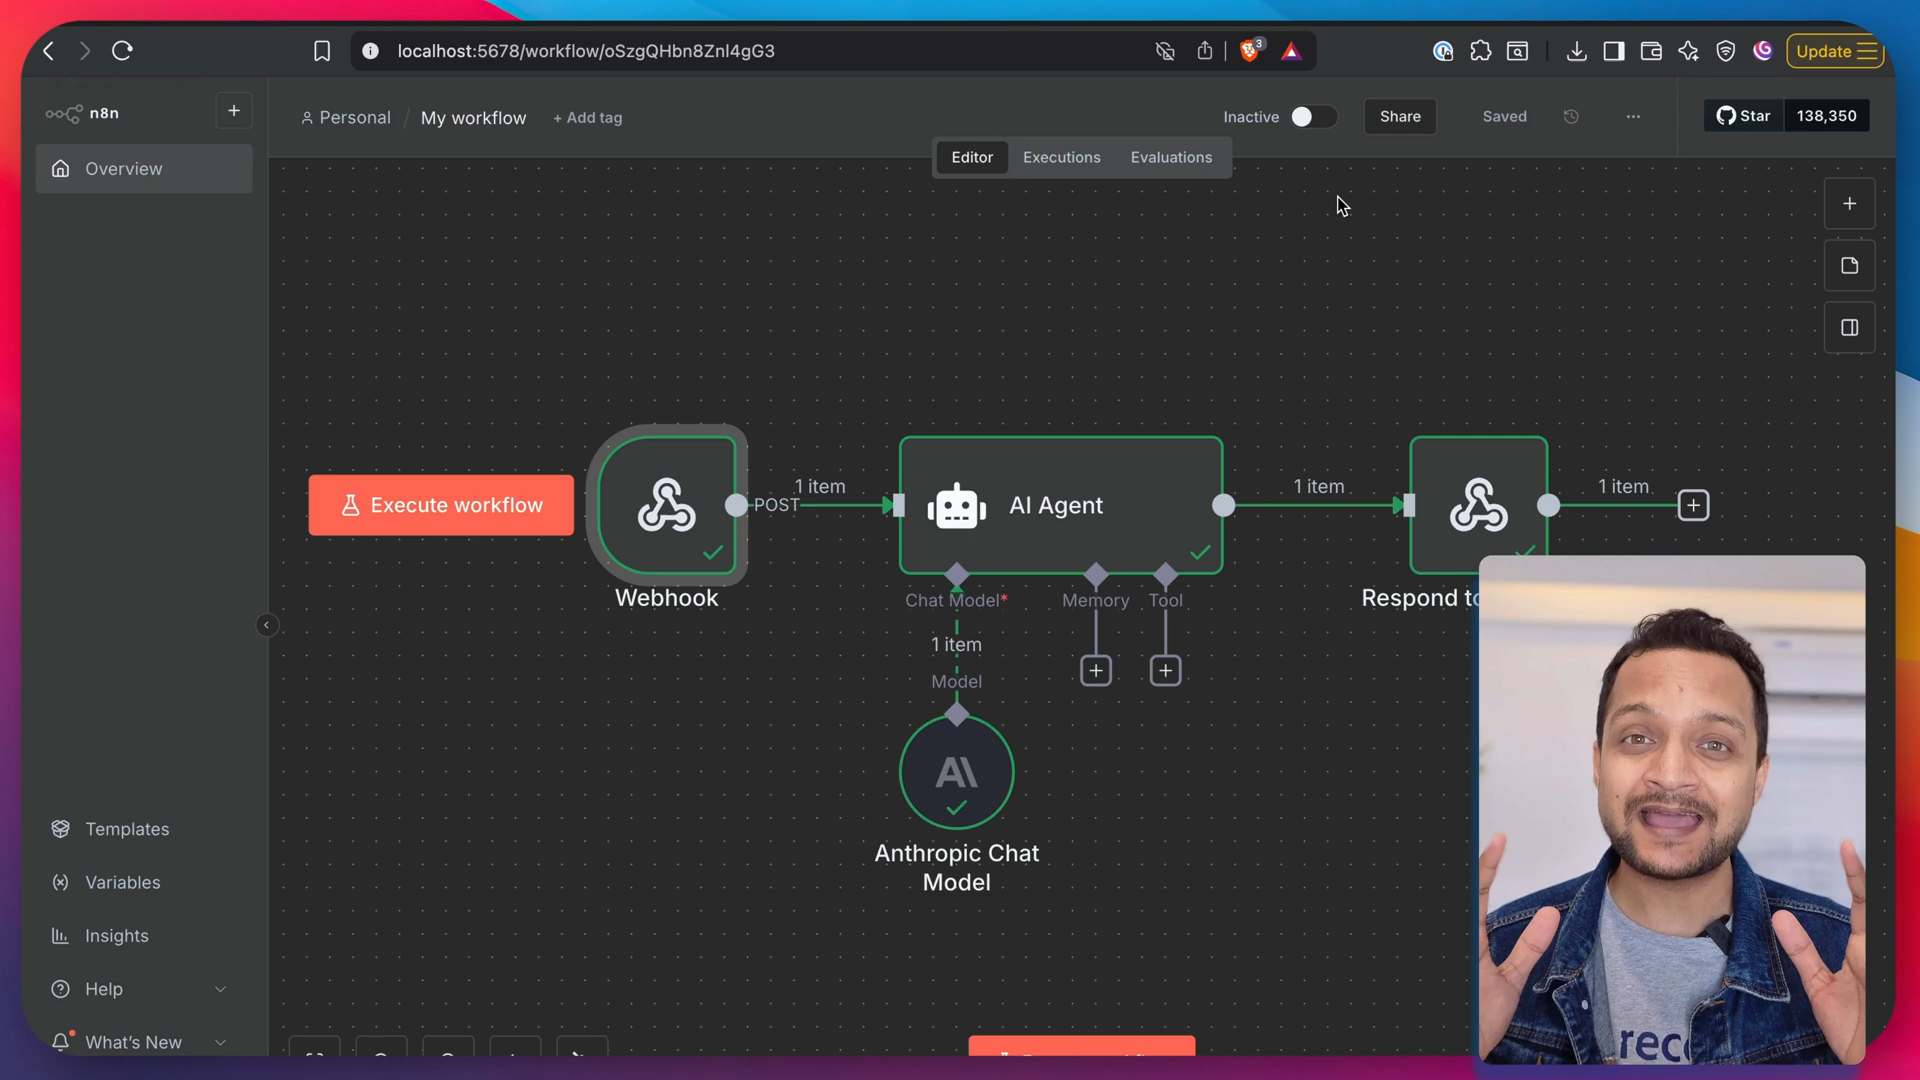 localhost:5678/workflow/oSzgQHbn8Znl4gG3
3
Update
n8n
Personal / My workflow + Add tag
Inactive
Share
Saved
Star 138,350
Overview
Editor Executions Evaluations
Execute workflow
POST
1 item
AI Agent
1 item
1 item
Webhook
Chat Model*
Memory
Tool
Respond to
1 item
Model
Anthropic Chat
Model
Templates
Variables
Insights
Help
What's New